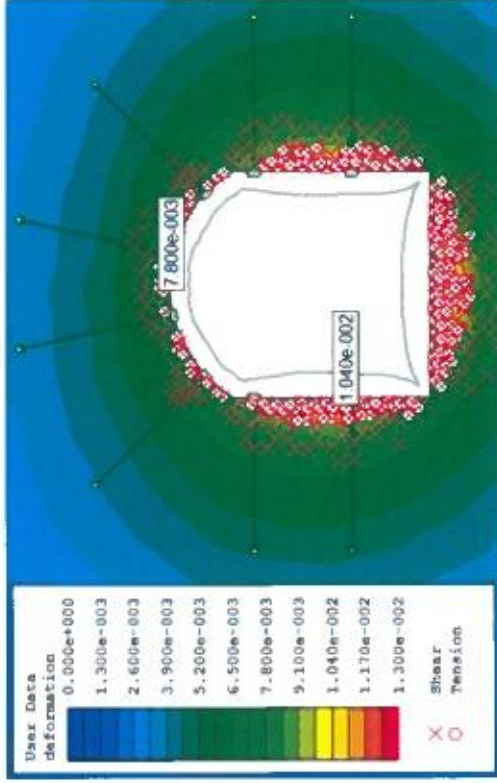 User Data
deformation
0.000e+000
1.300e-003
2.600e-003
3.900e-003
5.200e-003
6.500e-003
7.800e-003
9.100e-003
1.040e-002
1.170e-002
1.300e-002
Shear
Tension
7.800e-003
1.040e-002